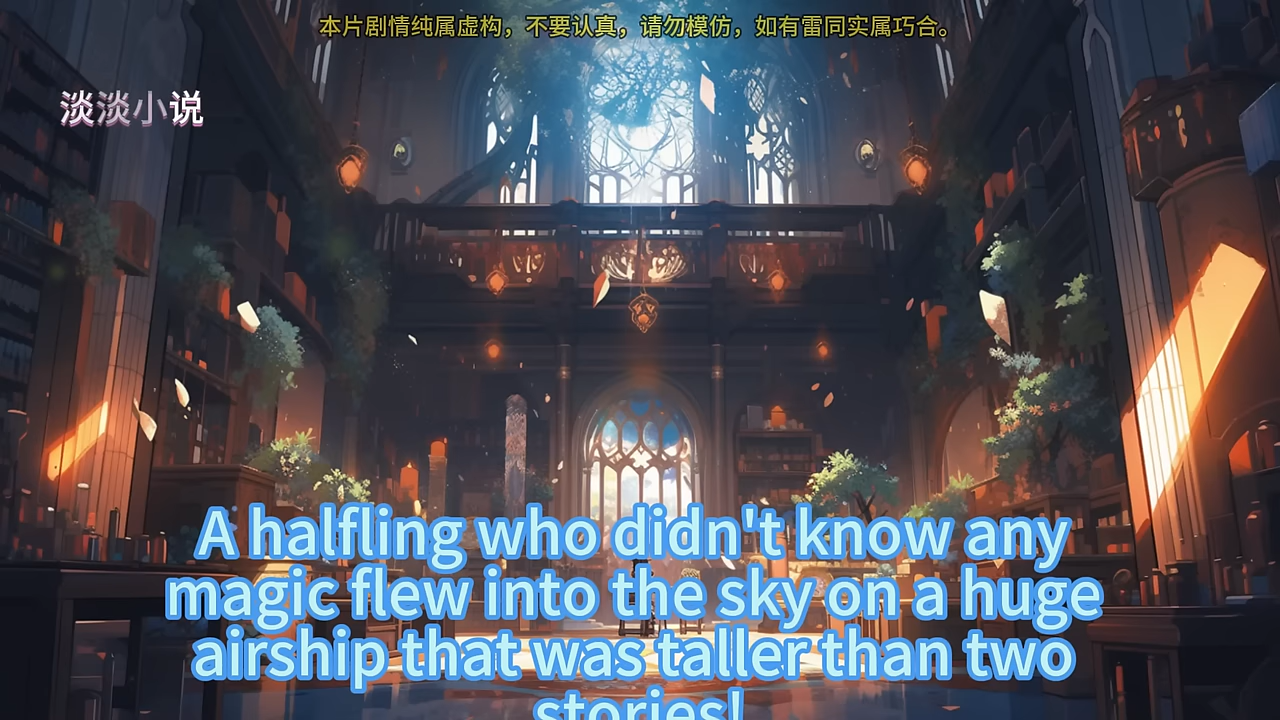 本片剧情纯属虚构，不要认真，请勿模仿，如有雷同实属巧合。
淡淡小说
A halfling who didn't know any
magic flew into the sky on a huge
airship that was taller than two
stories!